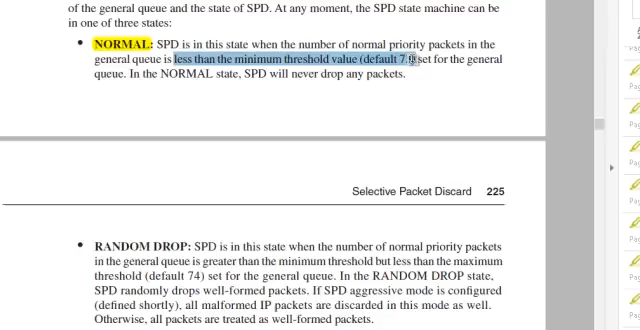 of the general queue and the state of SPD. At any moment, the SPD state machine can be
in one of three states:
• NORMAL: SPD is in this state when the number of normal priority packets in the
general queue is less than the minimum threshold value (default 73) set for the general
queue. In the NORMAL state, SPD will never drop any packets.
Selective Packet Discard 225
• RANDOM DROP: SPD is in this state when the number of normal priority packets
in the general queue is greater than the minimum threshold but less than the maximum
threshold (default 74) set for the general queue. In the RANDOM DROP state,
SPD randomly drops well-formed packets. If SPD aggressive mode is configured
(defined shortly), all malformed IP packets are discarded in this mode as well.
Otherwise, all packets are treated as well-formed packets.